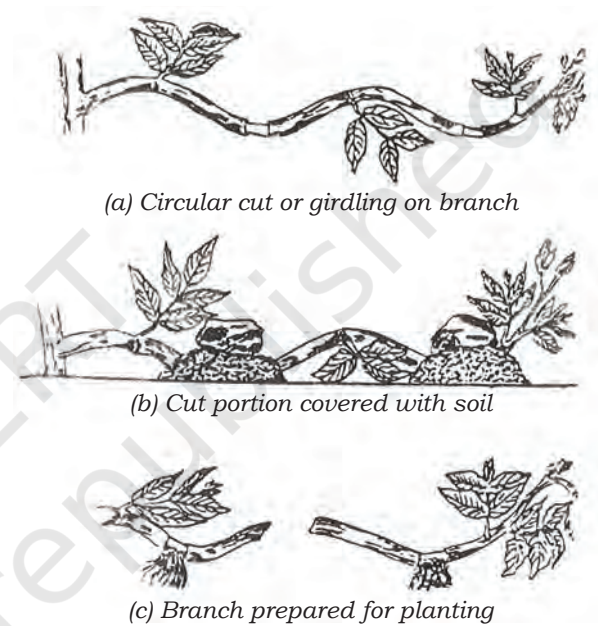 (a) Circular cut or girdling on branch
(b) Cut portion covered with soil
(c) Branch prepared for planting